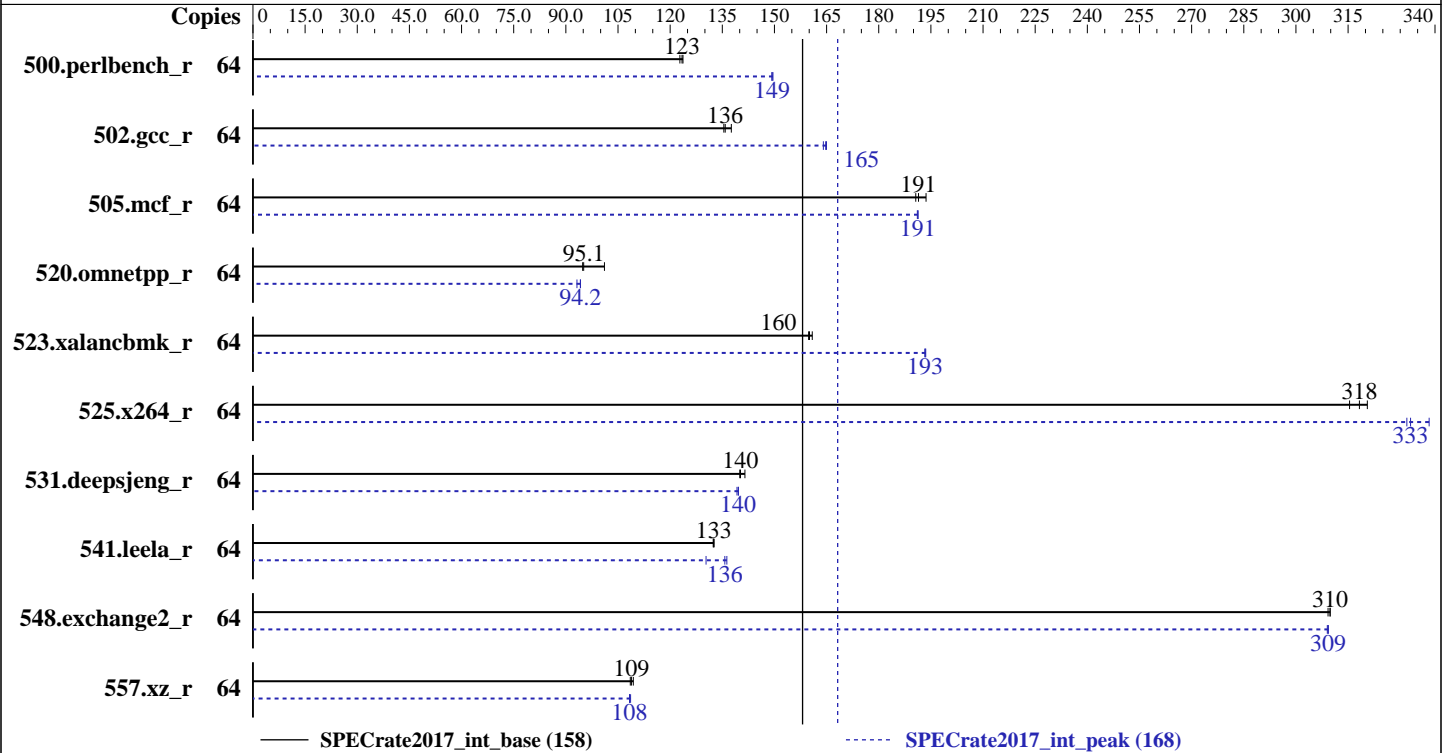 Copies 0 15.0 30.0 45.0 60.0 75.0 90.0 105 120 135 150 165 180 195 210 225 240 255 270 285 300 315 340
123
500.perlbench_r 64
149
136
502.gcc_r 64
165
191
505.mcf_r 64
191
95.1
520.omnetpp_r 64
94.2
160
523.xalancbmk_r 64
193
318
525.x264_r 64
333
140
531.deepsjeng_r 64
140
133
541.leela_r 64
136
310
548.exchange2_r 64
309
109
557.xz_r 64
108
SPECrate2017_int_base (158) SPECrate2017_int_peak (168)